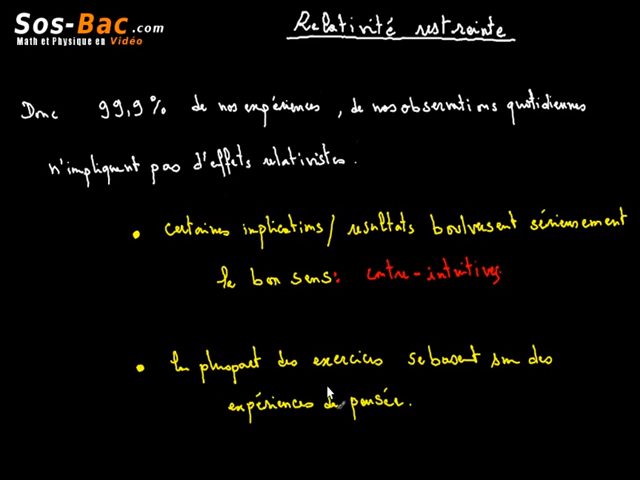 Sos-Bac.com
Math et Physique en Vidéo
Relativité restreinte
Donc 99,9% de nos expériences, de nos observations quotidiennes
n'impliquent pas d'effets relativistes.
• certaines implications/ resultats boulversent sérieusement
le bon sens: contre-intuitives
• la plupart des exercices se basent sur des
expériences de pensée.